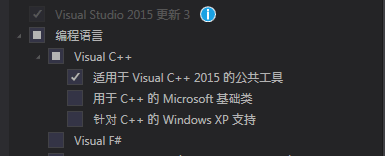 Visual Studio 2015 更新 3
编程语言
Visual C++
适用于 Visual C++ 2015 的公共工具
用于 C++ 的 Microsoft 基础类
针对 C++ 的 Windows XP 支持
Visual F#